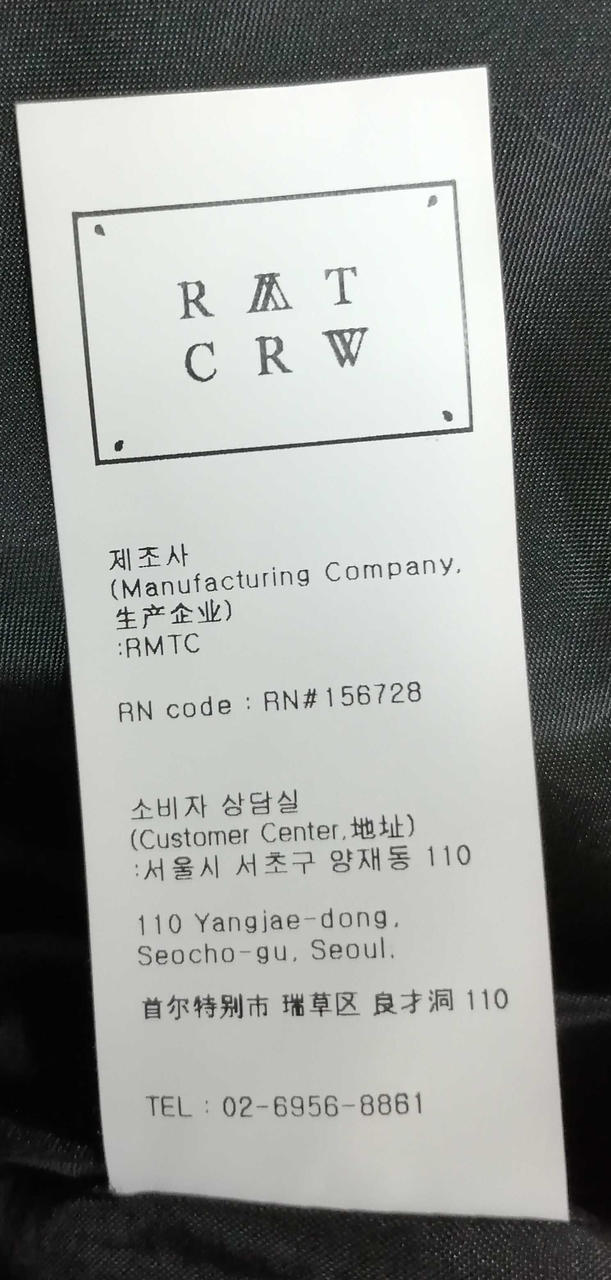 R M T
C R W
제조사
(Manufacturing Company,
生产企业)
:RMTC
RN code : RN#156728
소비자 상담실
(Customer Center,地址)
:서울시 서초구 양재동 110
110 Yangjae-dong,
Seocho-gu, Seoul.
首尔特别市 瑞草区 良才洞 110
TEL : 02-6956-8861